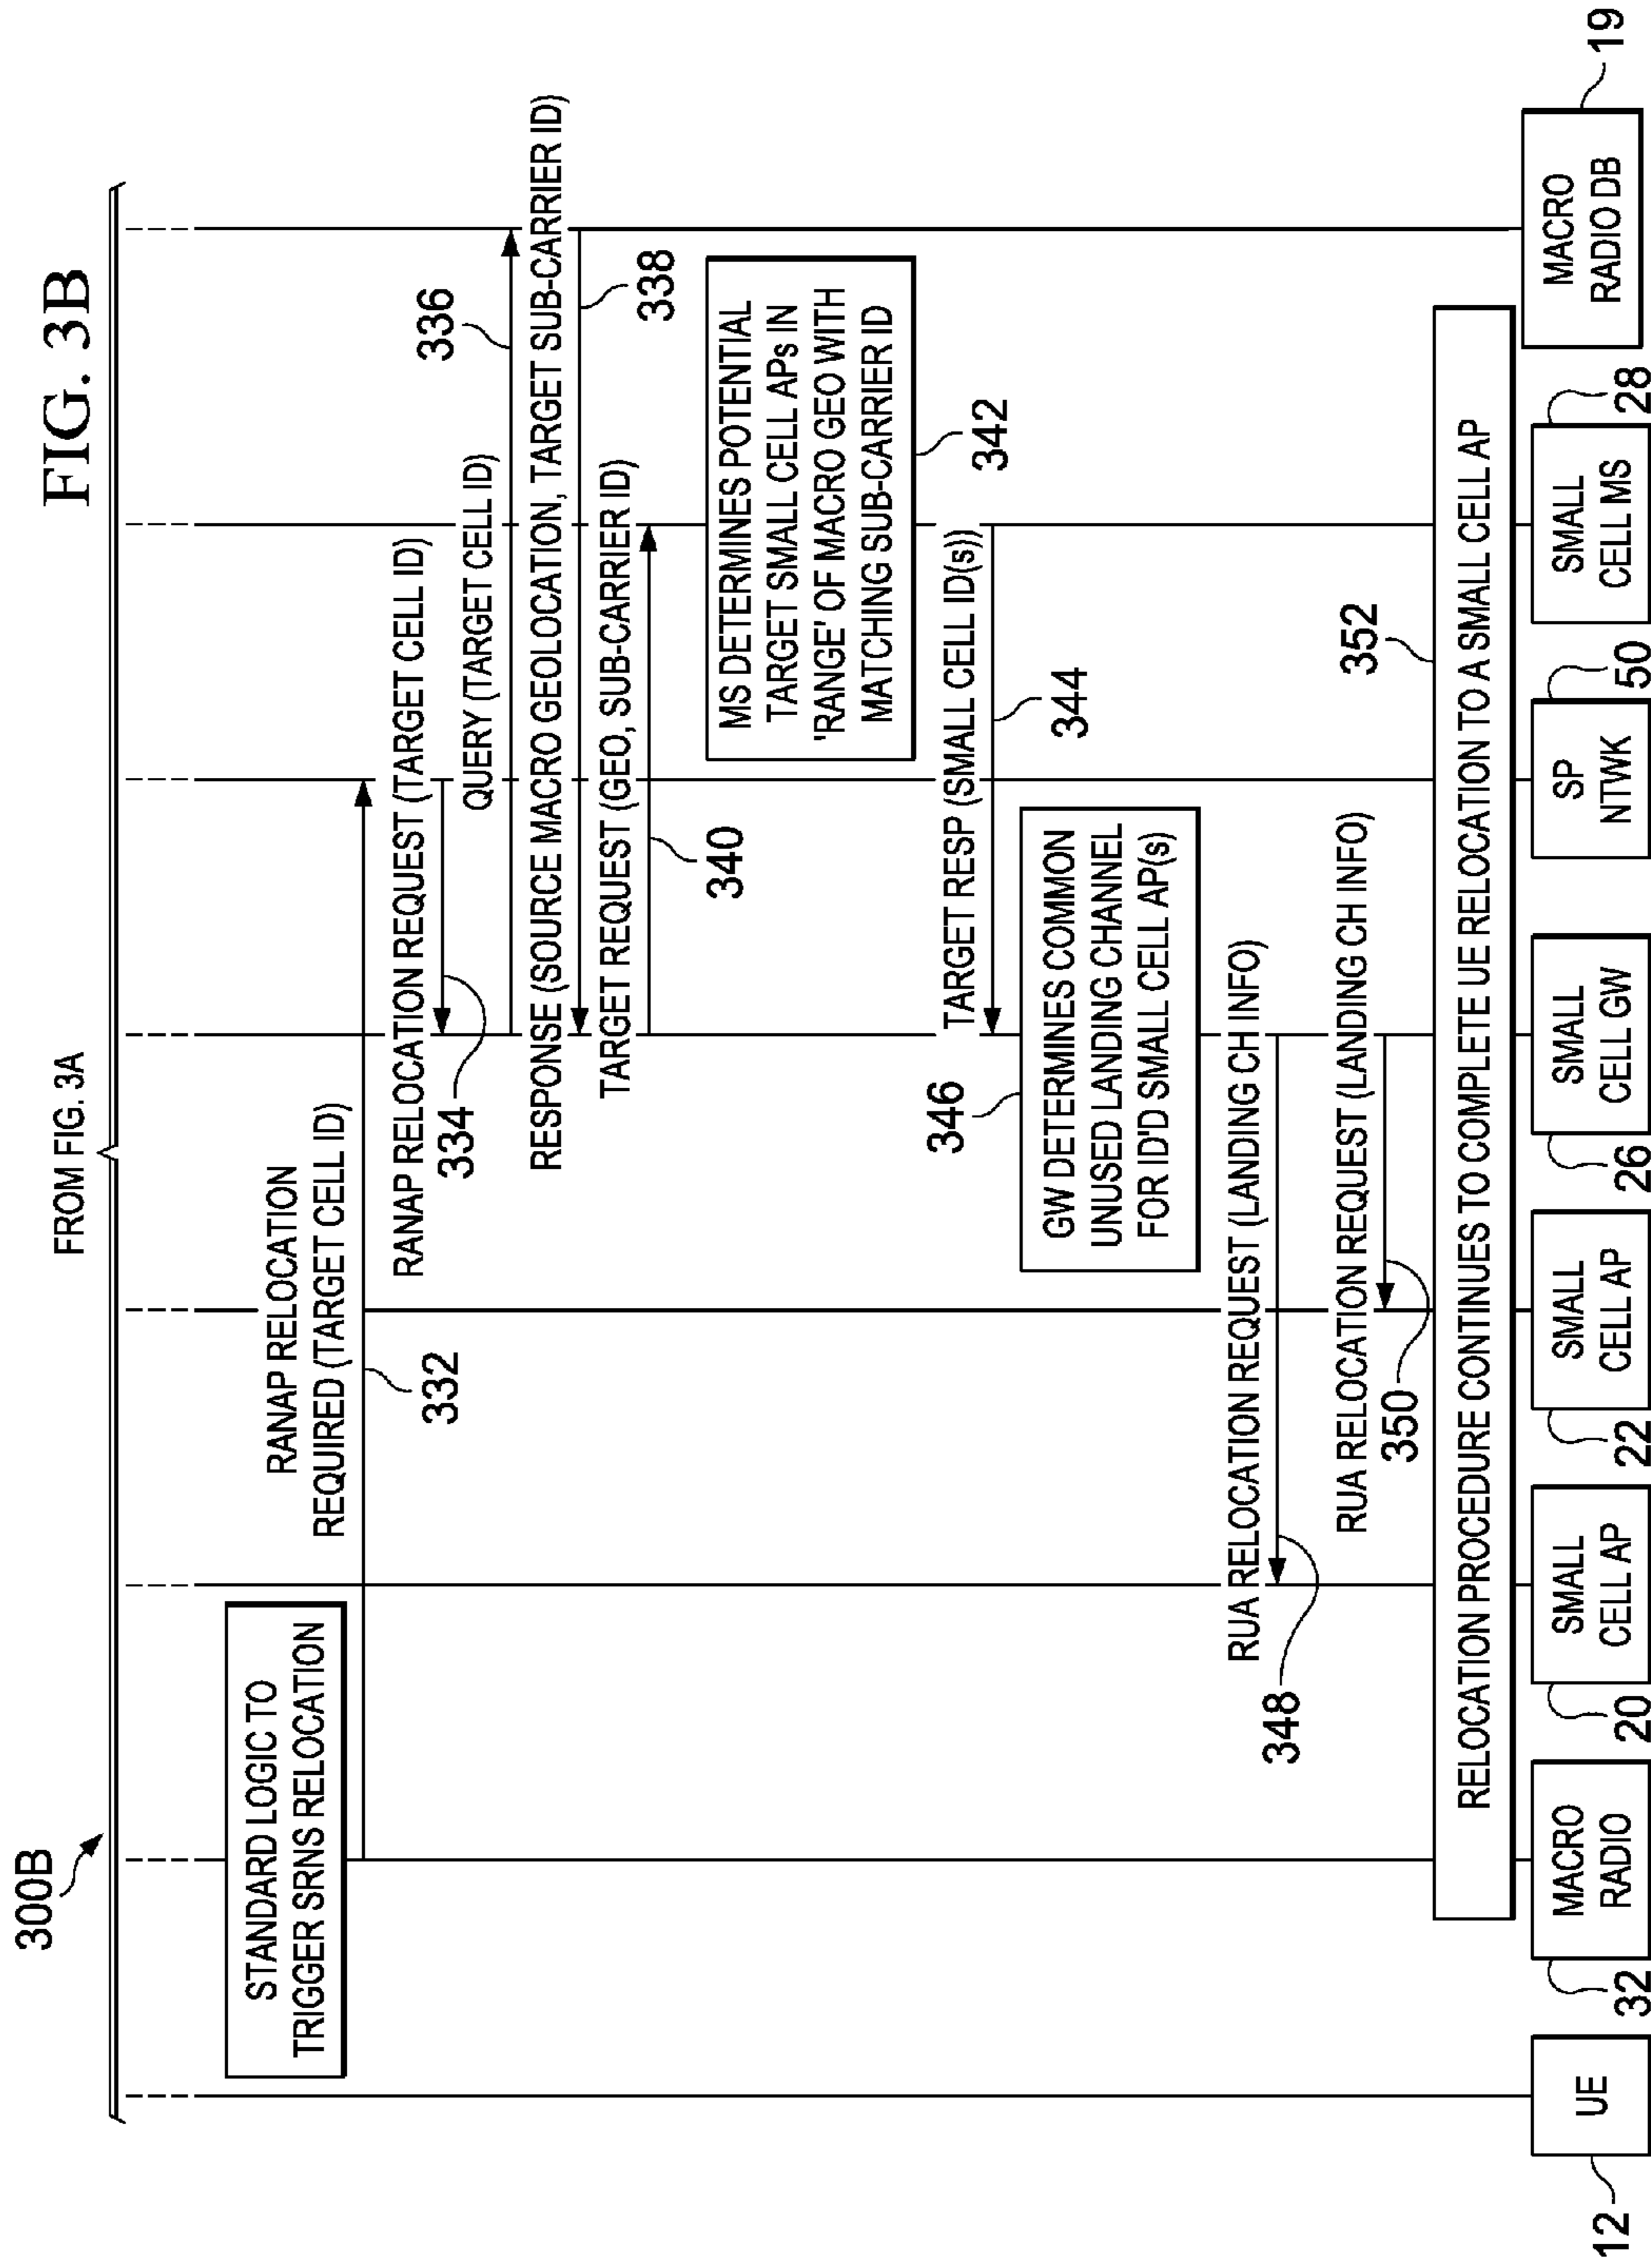 FROM FIG. 3A
FIG. 3B
300B
STANDARD LOGIC TO
TRIGGER SRNS RELOCATION
RANAP RELOCATION
REQUIRED (TARGET CELL ID)
332
RANAP RELOCATION REQUEST (TARGET CELL ID)
334
QUERY (TARGET CELL ID)
336
RESPONSE (SOURCE MACRO GEOLOCATION, TARGET SUB-CARRIER ID)
338
TARGET REQUEST (GEO, SUB-CARRIER ID)
340
MS DETERMINES POTENTIAL
TARGET SMALL CELL APs IN
'RANGE' OF MACRO GEO WITH
MATCHING SUB-CARRIER ID
342
TARGET RESP (SMALL CELL ID(s))
344
GW DETERMINES COMMON
UNUSED LANDING CHANNEL
FOR ID'D SMALL CELL AP(s)
346
RUA RELOCATION REQUEST (LANDING CH INFO)
348
RUA RELOCATION REQUEST (LANDING CH INFO)
350
352
RELOCATION PROCEDURE CONTINUES TO COMPLETE UE RELOCATION TO A SMALL CELL AP
UE
12
MACRO
RADIO
32
SMALL
CELL AP
20
SMALL
CELL AP
22
SMALL
CELL GW
26
SP
NTWK
50
SMALL
CELL MS
28
MACRO
RADIO DB
19